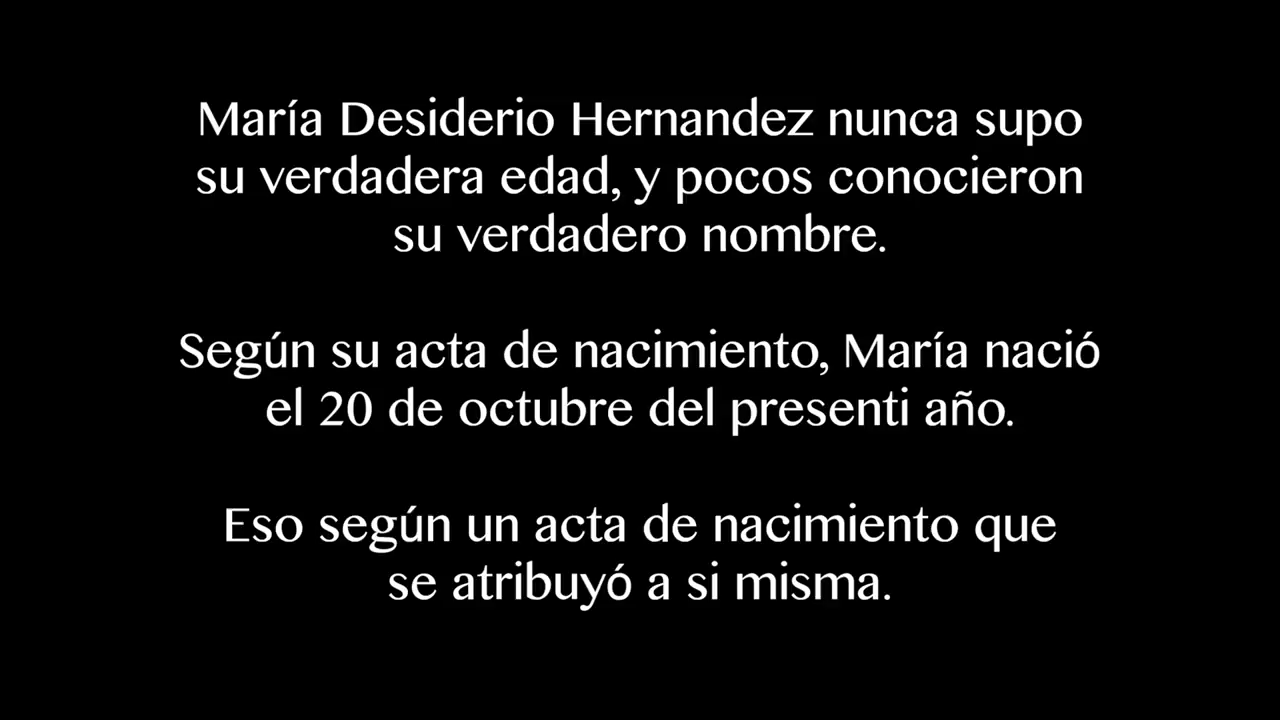 María Desiderio Hernandez nunca supo
su verdadera edad, y pocos conocieron
su verdadero nombre.
Según su acta de nacimiento, María nació
el 20 de octubre del presenti año.
Eso según un acta de nacimiento que
se atribuyó a si misma.